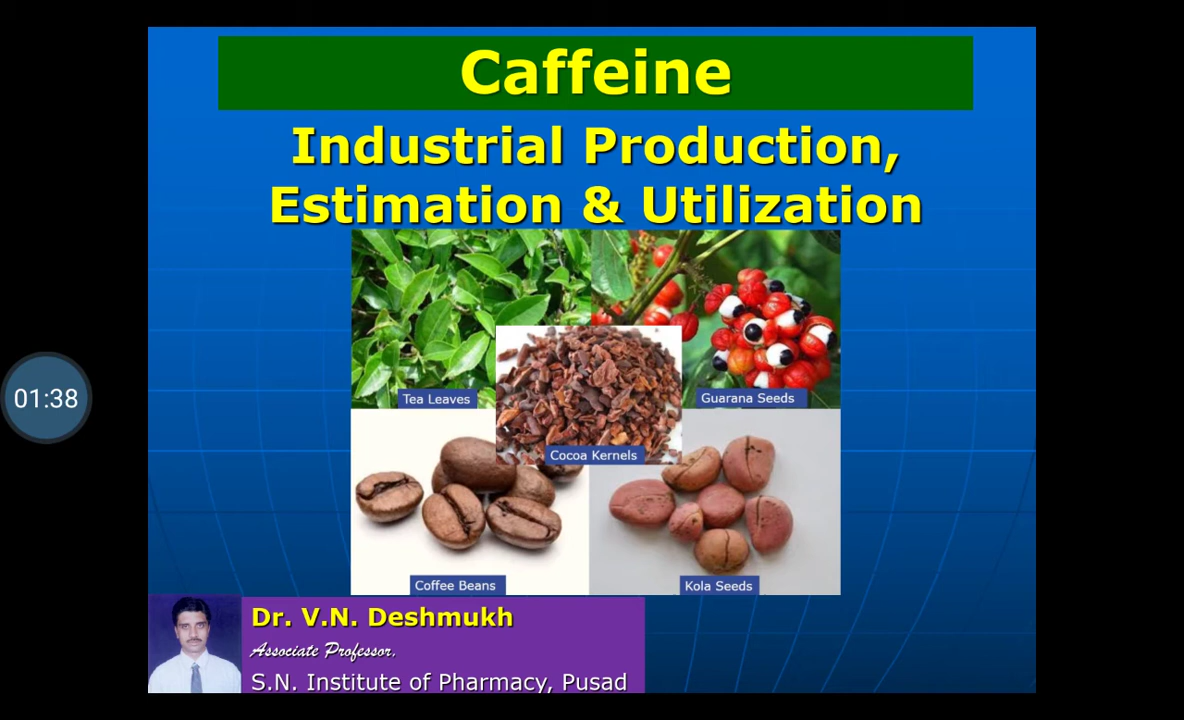 Caffeine
Industrial Production,
Estimation & Utilization
Tea Leaves
Guarana Seeds
Cocoa Kernels
Coffee Beans
Kola Seeds
01:38
Dr. V.N. Deshmukh
Associate Professor,
S.N. Institute of Pharmacy, Pusad